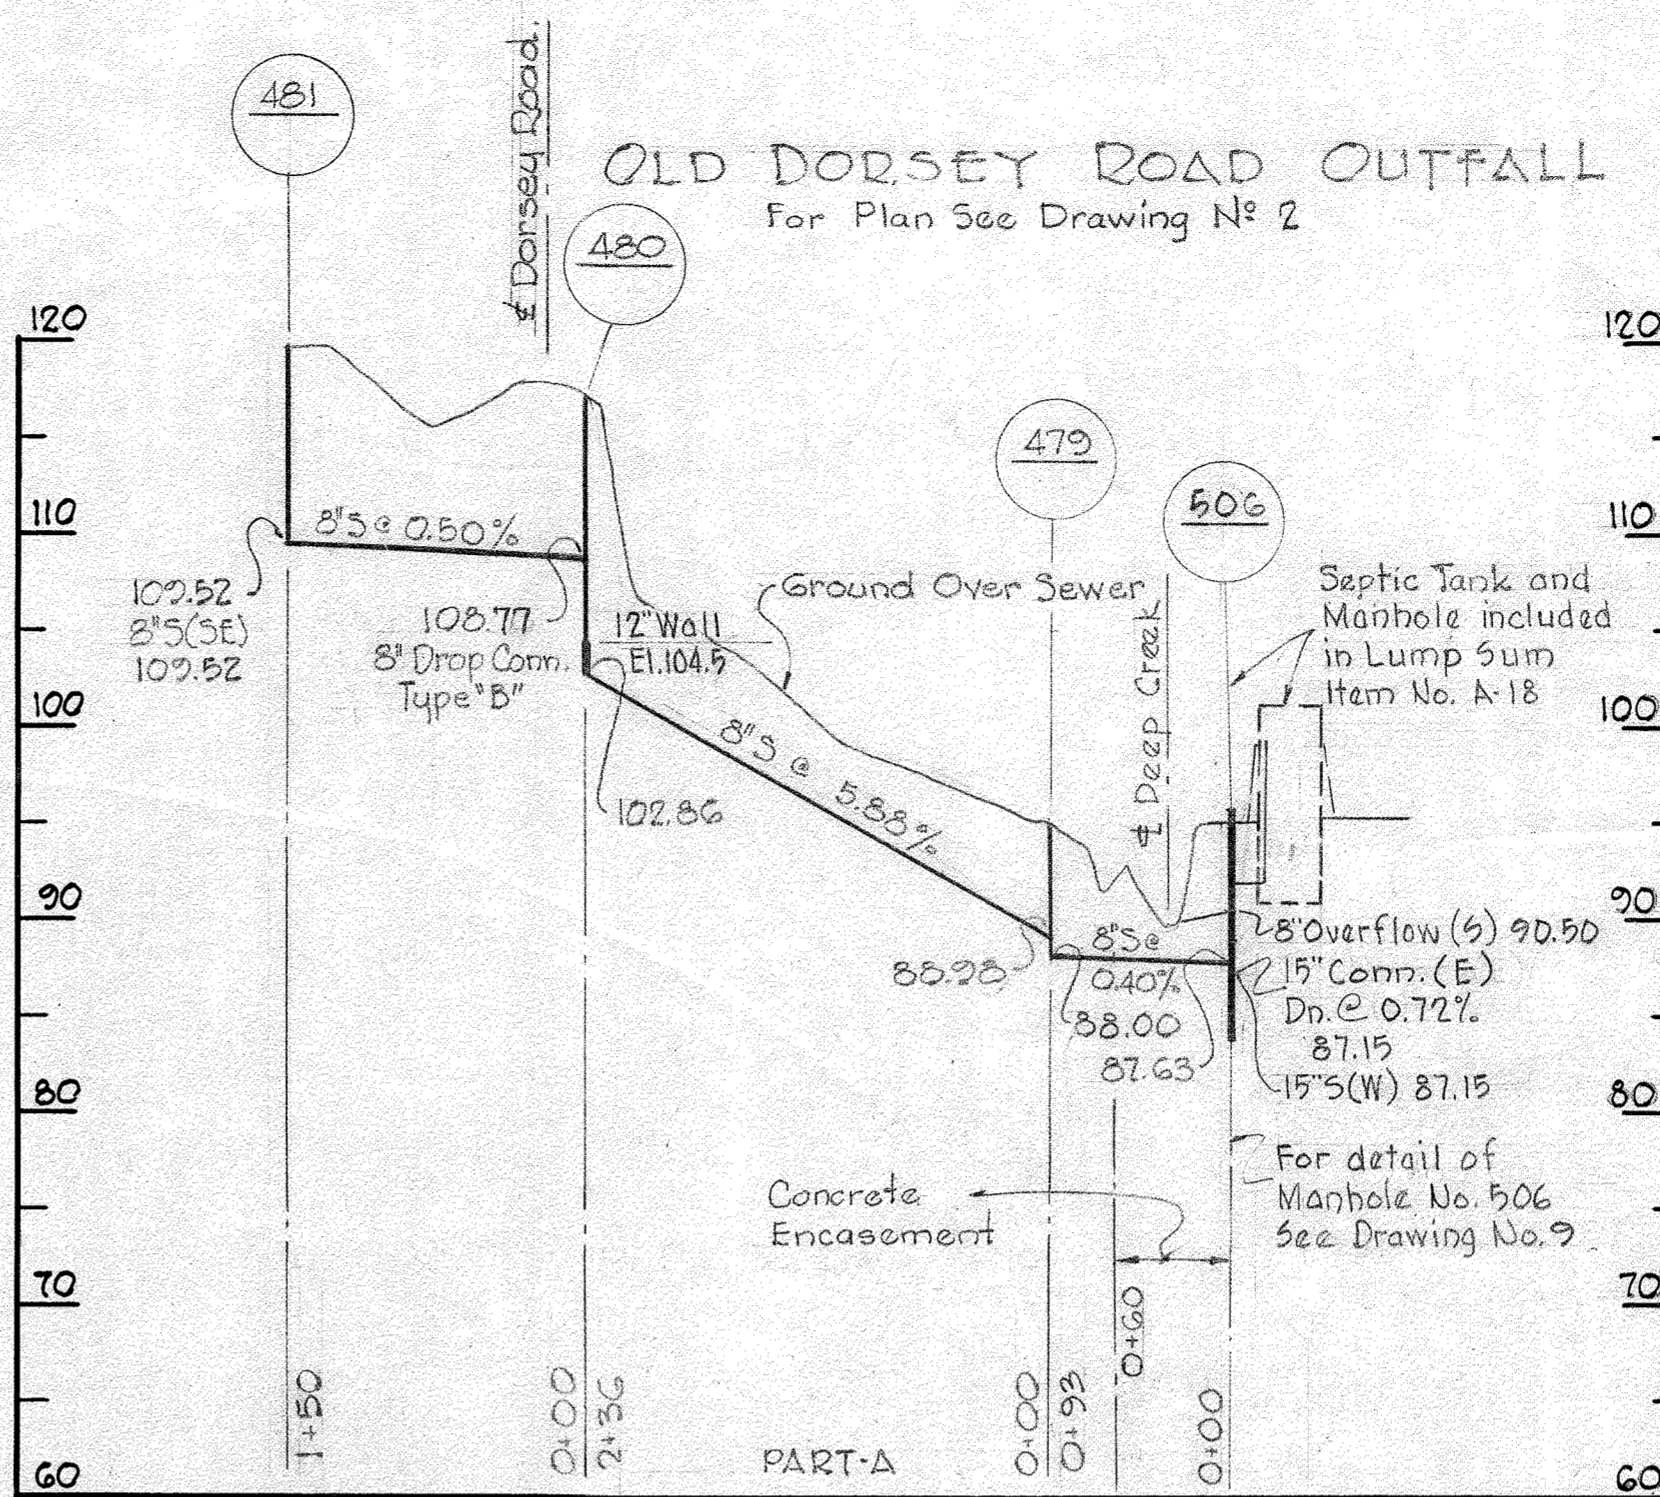 OLD DORSEY ROAD OUTFALL
For Plan See Drawing Nº 2
481
℄ Dorsey Road.
480
479
506
120
110
100
90
80
70
60
120
110
100
90
80
70
60
8"S @ 0.50%
109.52
8"S(SE)
109.52
108.77
8" Drop Conn.
Type "B"
12" Wall
El. 104.5
102.86
Ground Over Sewer
8"S @ 5.88%
℄ Deep Creek
Septic Tank and
Manhole included
in Lump Sum
Item No. A-18
88.98
8"S @
0.40%
88.00
87.63
8" Overflow (S) 90.50
15" Conn. (E)
Dn. @ 0.72%
87.15
15"S(W) 87.15
For detail of
Manhole No. 506
See Drawing No. 9
Concrete
Encasement
1+50
0+00
2+36
PART-A
0+00
0+93
0+60
0+00